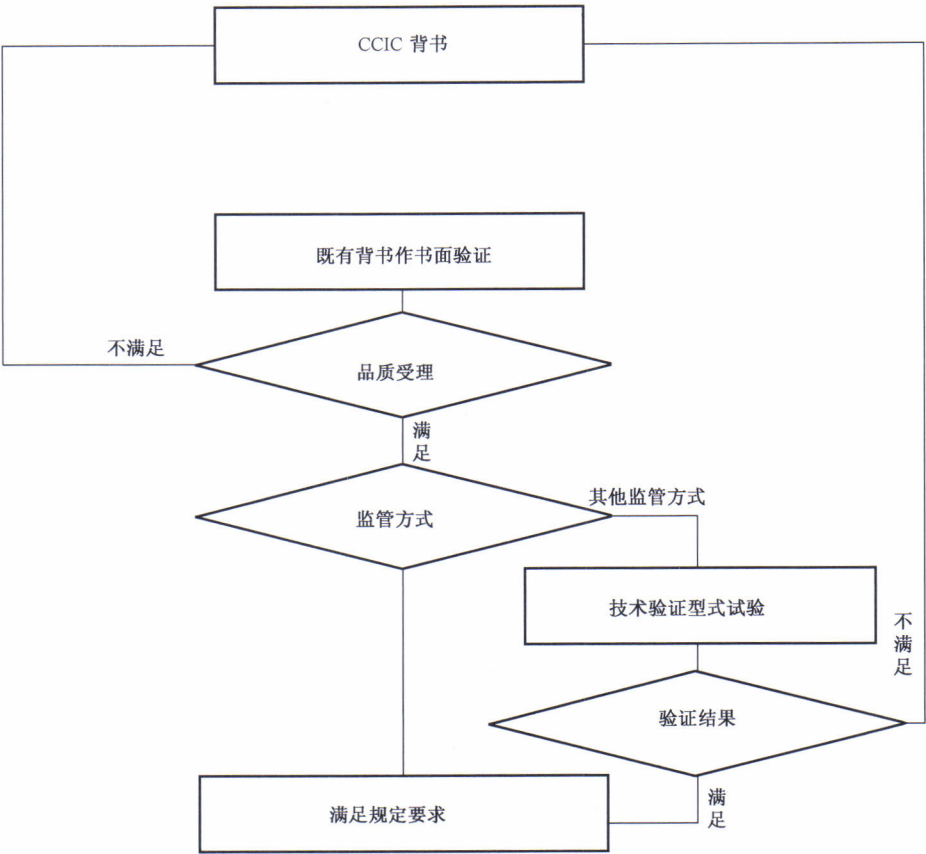 CCIC 背书
既有背书作书面验证
不满足
品质受理
满足
监管方式
其他监管方式
技术验证型式试验
不满足
验证结果
满足规定要求
满足